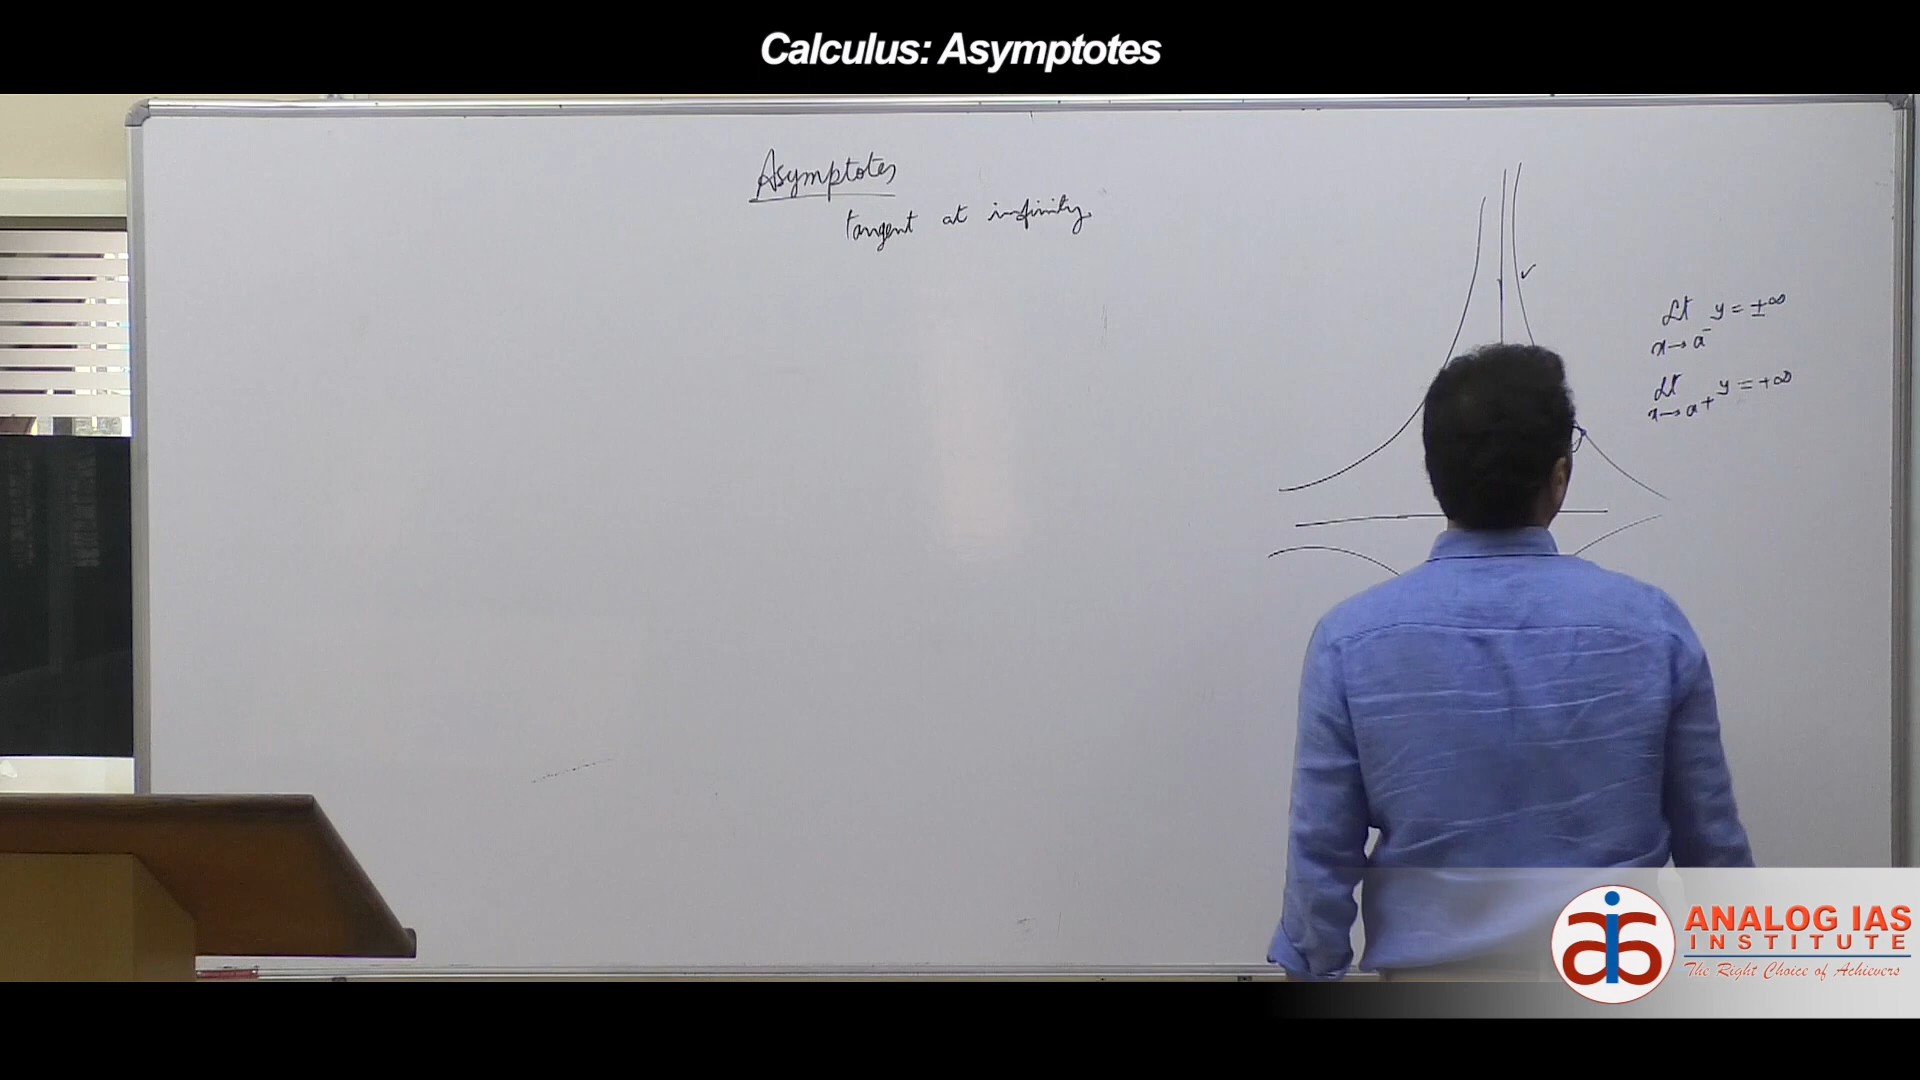 Calculus: Asymptotes
Asymptotes
tangent at infinity
Lt y = ±∞
x→a⁻
Lt y = +∞
x→a+
ANALOG IAS
INSTITUTE
The Right Choice of Achievers